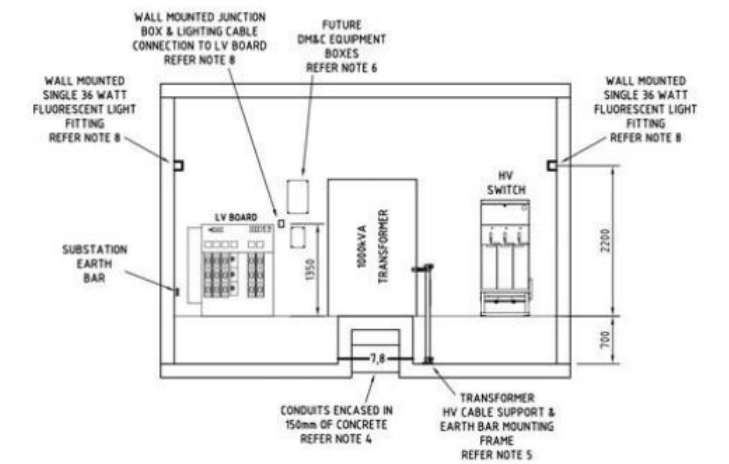 WALL MOUNTED JUNCTION
BOX & LIGHTING CABLE
CONNECTION TO LV BOARD
REFER NOTE 8
FUTURE
DM&C EQUIPMENT
BOXES
REFER NOTE 6
WALL MOUNTED
SINGLE 36 WATT
FLUORESCENT LIGHT
FITTING
REFER NOTE 8
WALL MOUNTED
SINGLE 36 WATT
FLUORESCENT LIGHT
FITTING
REFER NOTE 8
HV
SWITCH
LV BOARD
SUBSTATION
EARTH
BAR
1350
1000kVA
TRANSFORMER
2200
700
7,8
CONDUITS ENCASED IN
150mm OF CONCRETE
REFER NOTE 4
TRANSFORMER
HV CABLE SUPPORT &
EARTH BAR MOUNTING
FRAME
REFER NOTE 5